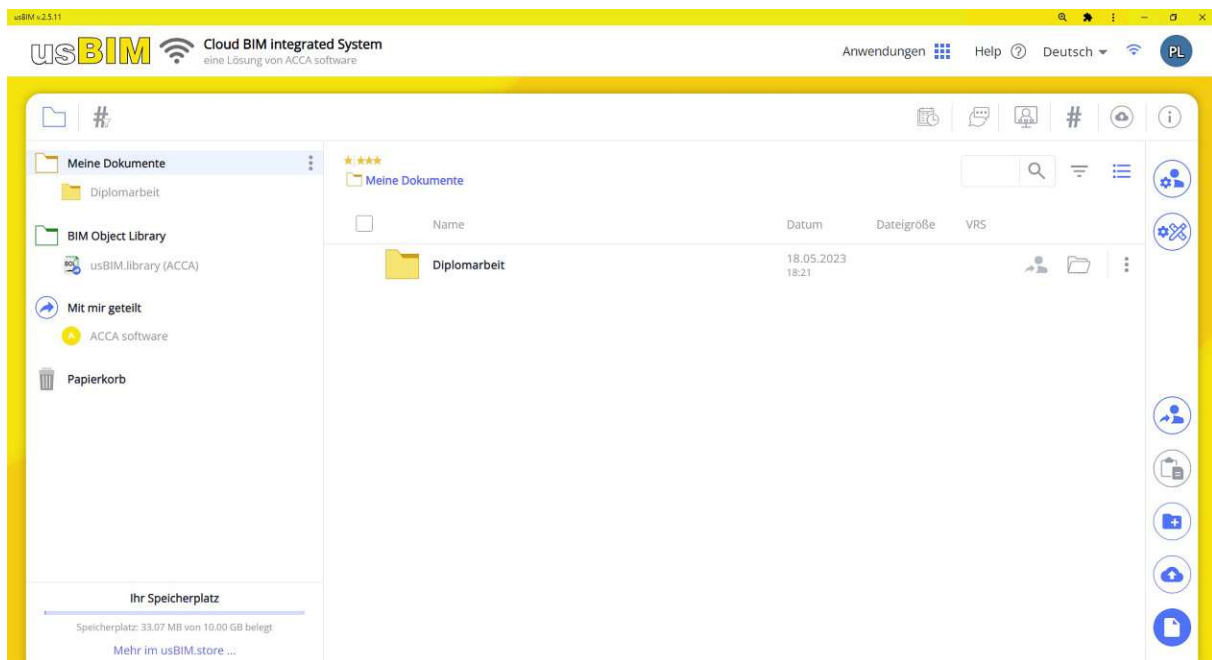 usBIM v.2.5.11
usBIM
Cloud BIM integrated System
eine Lösung von ACCA software
Anwendungen
Help ?
Deutsch
PL
#
#
i
Meine Dokumente
Diplomarbeit
BIM Object Library
usBIM.library (ACCA)
Mit mir geteilt
A ACCA software
Papierkorb
Meine Dokumente
Name Datum Dateigröße VRS
Diplomarbeit 18.05.2023
18:21
Ihr Speicherplatz
Speicherplatz: 33.07 MB von 10.00 GB belegt
Mehr im usBIM.store ...